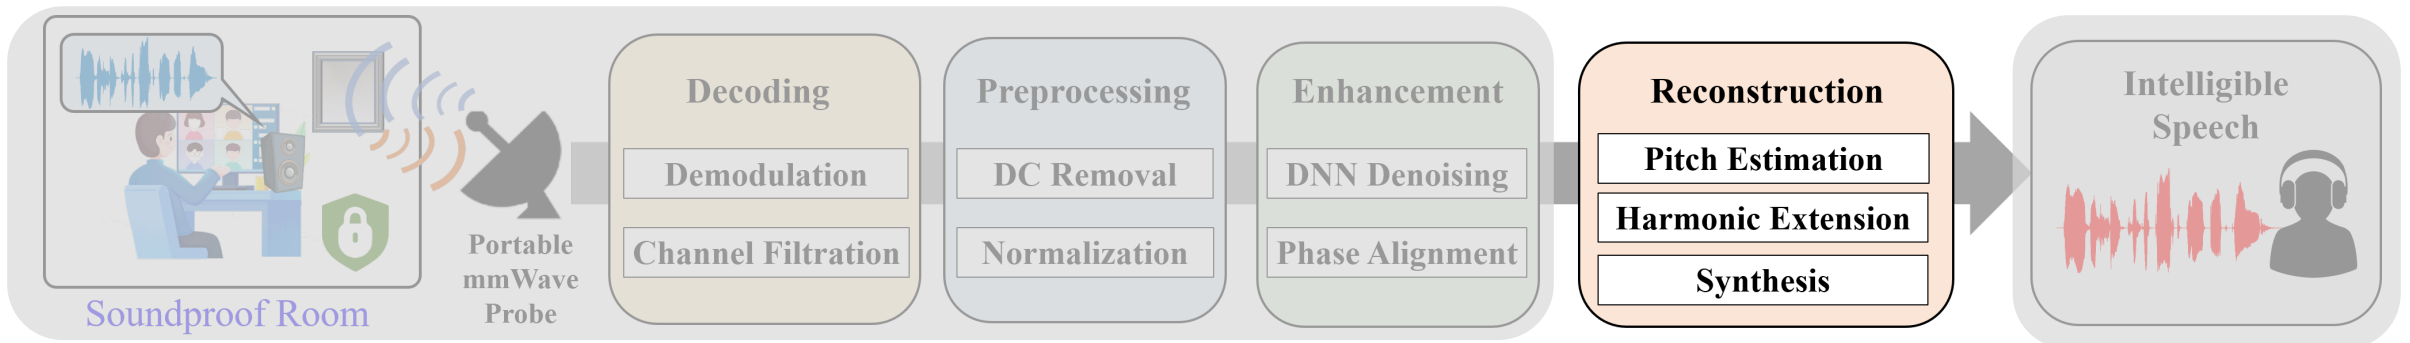 Soundproof Room
Portable
mmWave
Probe
Decoding
Demodulation
Channel Filtration
Preprocessing
DC Removal
Normalization
Enhancement
DNN Denoising
Phase Alignment
Reconstruction
Pitch Estimation
Harmonic Extension
Synthesis
Intelligible
Speech